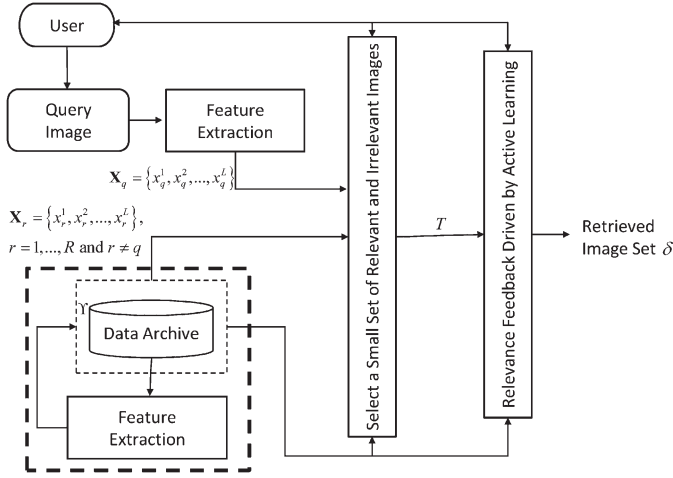 User
Query
Image
Feature
Extraction
𝐗_q = {x_q^1, x_q^2, ..., x_q^L}
𝐗_r = {x_r^1, x_r^2, ..., x_r^L},
r = 1,..., R and r ≠ q
ϒ
Data Archive
Feature
Extraction
Select a Small Set of Relevant and Irrelevant Images
T
Relevance Feedback Driven by Active Learning
Retrieved
Image Set δ